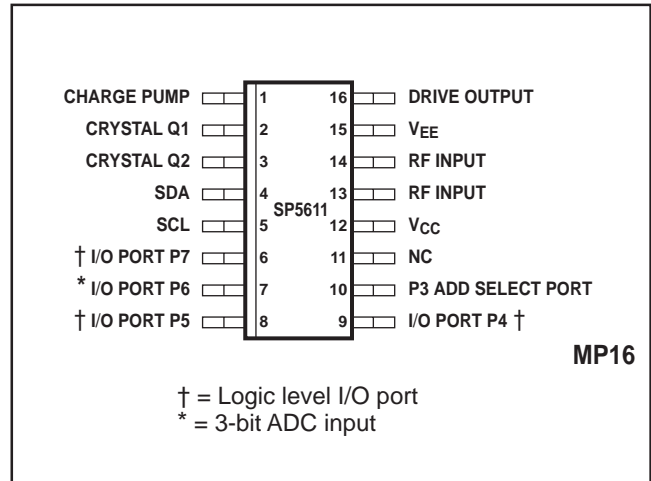 CHARGE PUMP 1 16 DRIVE OUTPUT
CRYSTAL Q1 2 15 VEE
CRYSTAL Q2 3 14 RF INPUT
SDA 4 13 RF INPUT
SP5611
SCL 5 12 VCC
† I/O PORT P7 6 11 NC
* I/O PORT P6 7 10 P3 ADD SELECT PORT
† I/O PORT P5 8 9 I/O PORT P4 †
MP16
† = Logic level I/O port
* = 3-bit ADC input